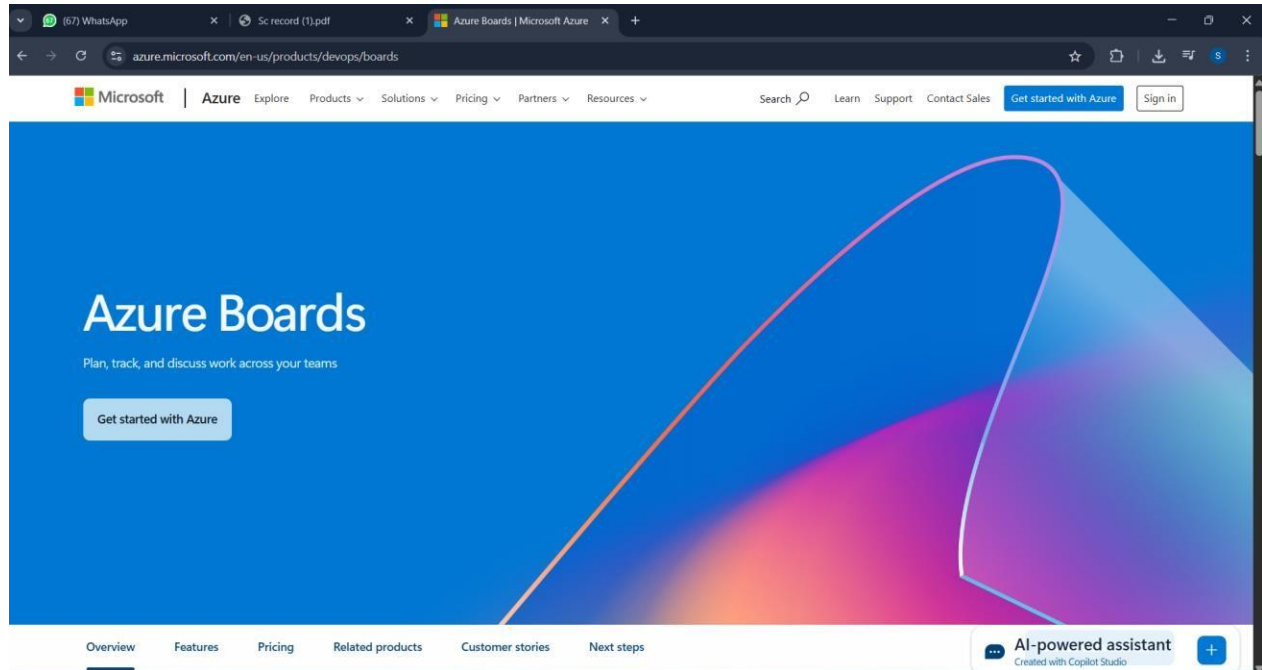 (67) WhatsApp
Sc record (1).pdf
Azure Boards | Microsoft Azure
azure.microsoft.com/en-us/products/devops/boards
S
Microsoft | Azure Explore Products Solutions Pricing Partners Resources Search Learn Support Contact Sales Get started with Azure Sign in
Azure Boards
Plan, track, and discuss work across your teams
Get started with Azure
Overview Features Pricing Related products Customer stories Next steps
AI-powered assistant
Created with Copilot Studio